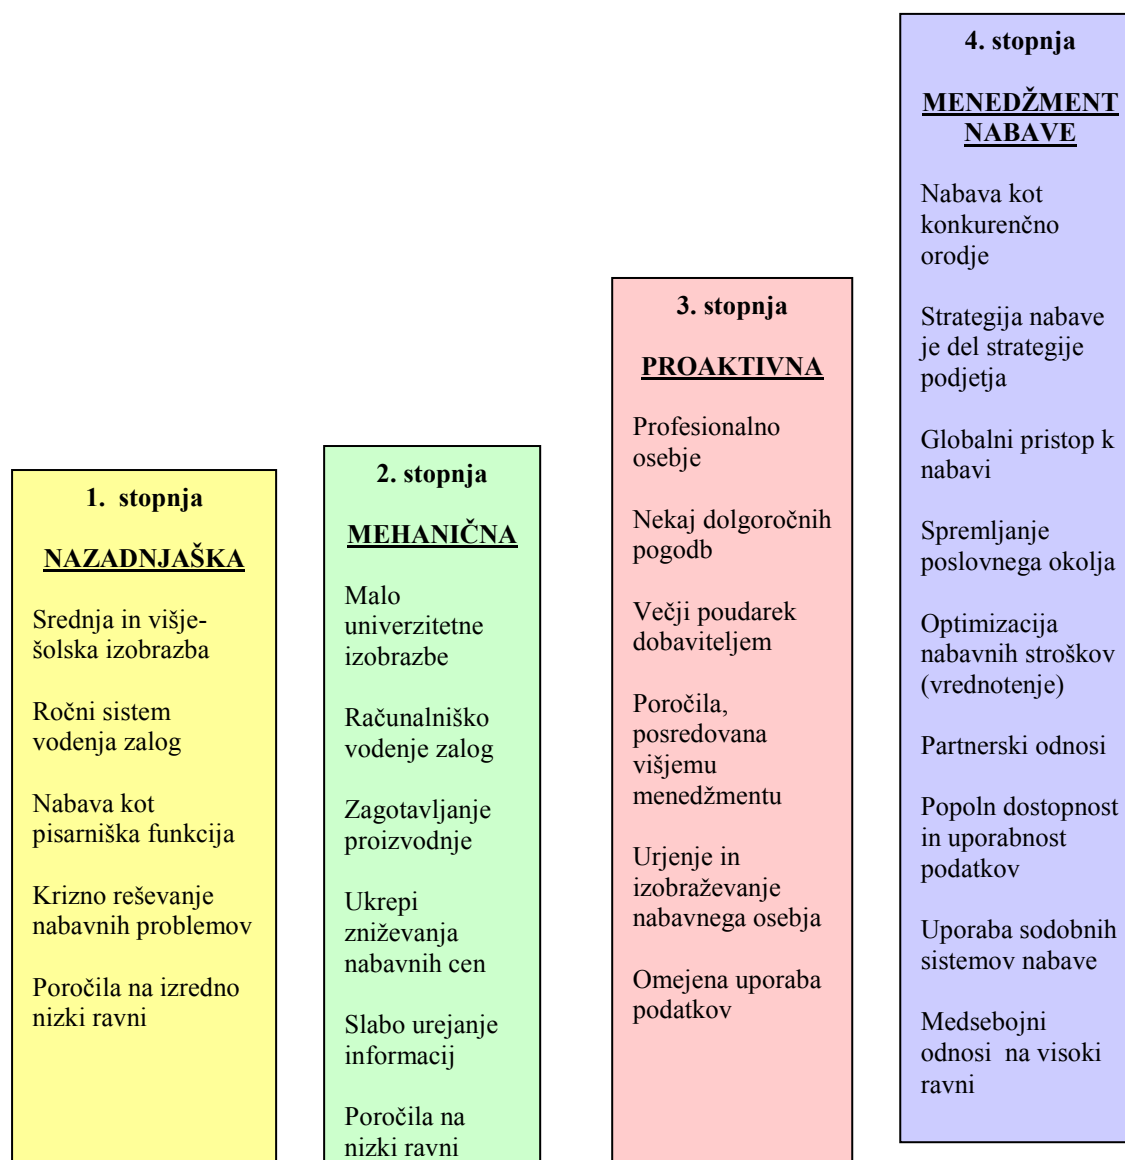 1.  stopnja
NAZADNJAŠKA
Srednja in višje-
šolska izobrazba
Ročni sistem
vodenja zalog
Nabava kot
pisarniška funkcija
Krizno reševanje
nabavnih problemov
Poročila na izredno
nizki ravni
2. stopnja
MEHANIČNA
Malo
univerzitetne
izobrazbe
Računalniško
vodenje zalog
Zagotavljanje
proizvodnje
Ukrepi
zniževanja
nabavnih cen
Slabo urejanje
informacij
Poročila na
nizki ravni
3. stopnja
PROAKTIVNA
Profesionalno
osebje
Nekaj dolgoročnih
pogodb
Večji poudarek
dobaviteljem
Poročila,
posredovana
višjemu
menedžmentu
Urjenje in
izobraževanje
nabavnega osebja
Omejena uporaba
podatkov
4. stopnja
MENEDŽMENT
NABAVE
Nabava kot
konkurenčno
orodje
Strategija nabave
je del strategije
podjetja
Globalni pristop k
nabavi
Spremljanje
poslovnega okolja
Optimizacija
nabavnih stroškov
(vrednotenje)
Partnerski odnosi
Popoln dostopnost
in uporabnost
podatkov
Uporaba sodobnih
sistemov nabave
Medsebojni
odnosi  na visoki
ravni